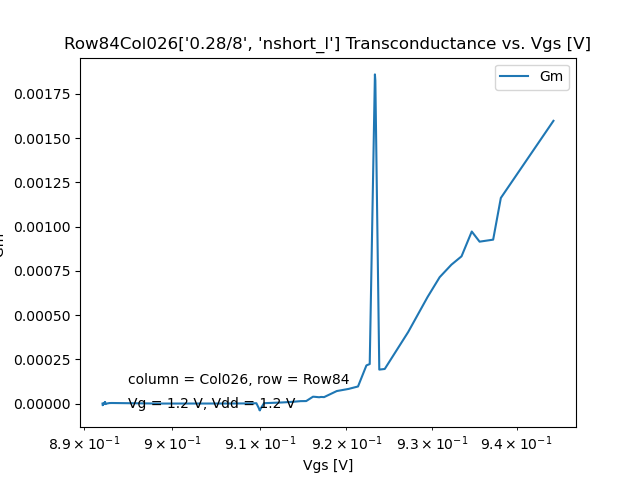 Row84Col026['0.28/8', 'nshort_l'] Transconductance vs. Vgs [V]
Gm
0.00175
0.00150
0.00125
0.00100
0.00075
0.00050
0.00025
0.00000
Gm
column = Col026, row = Row84
Vg = 1.2 V, Vdd = 1.2 V
8.9 × 10⁻¹ 9 × 10⁻¹ 9.1 × 10⁻¹ 9.2 × 10⁻¹ 9.3 × 10⁻¹ 9.4 × 10⁻¹
Vgs [V]